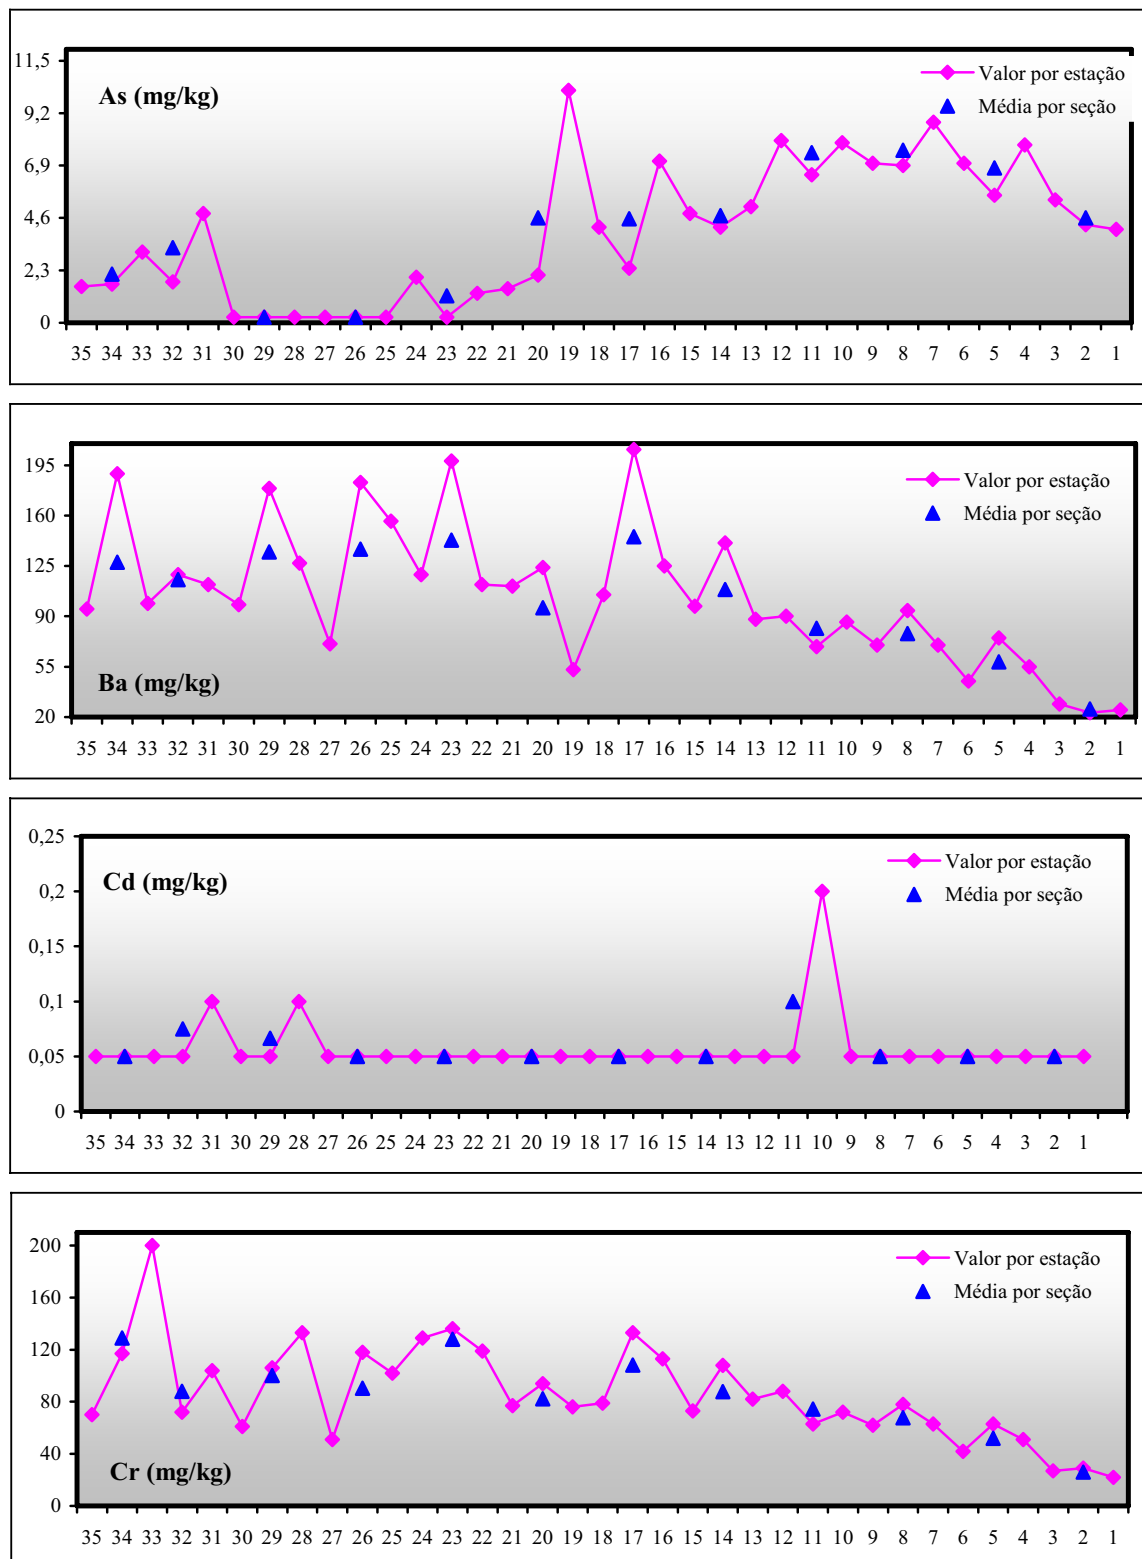 11,5
As (mg/kg)
Valor por estação
9,2
Média por seção
6,9
4,6
2,3
0
35 34 33 32 31 30 29 28 27 26 25 24 23 22 21 20 19 18 17 16 15 14 13 12 11 10 9 8 7 6 5 4 3 2 1
195
Valor por estação
160
Média por seção
125
90
55
Ba (mg/kg)
20
35 34 33 32 31 30 29 28 27 26 25 24 23 22 21 20 19 18 17 16 15 14 13 12 11 10 9 8 7 6 5 4 3 2 1
0,25
Cd (mg/kg)
Valor por estação
0,2
Média por seção
0,15
0,1
0,05
0
35 34 33 32 31 30 29 28 27 26 25 24 23 22 21 20 19 18 17 16 15 14 13 12 11 10 9 8 7 6 5 4 3 2 1
200
Valor por estação
160
Média por seção
120
80
40
Cr (mg/kg)
0
35 34 33 32 31 30 29 28 27 26 25 24 23 22 21 20 19 18 17 16 15 14 13 12 11 10 9 8 7 6 5 4 3 2 1